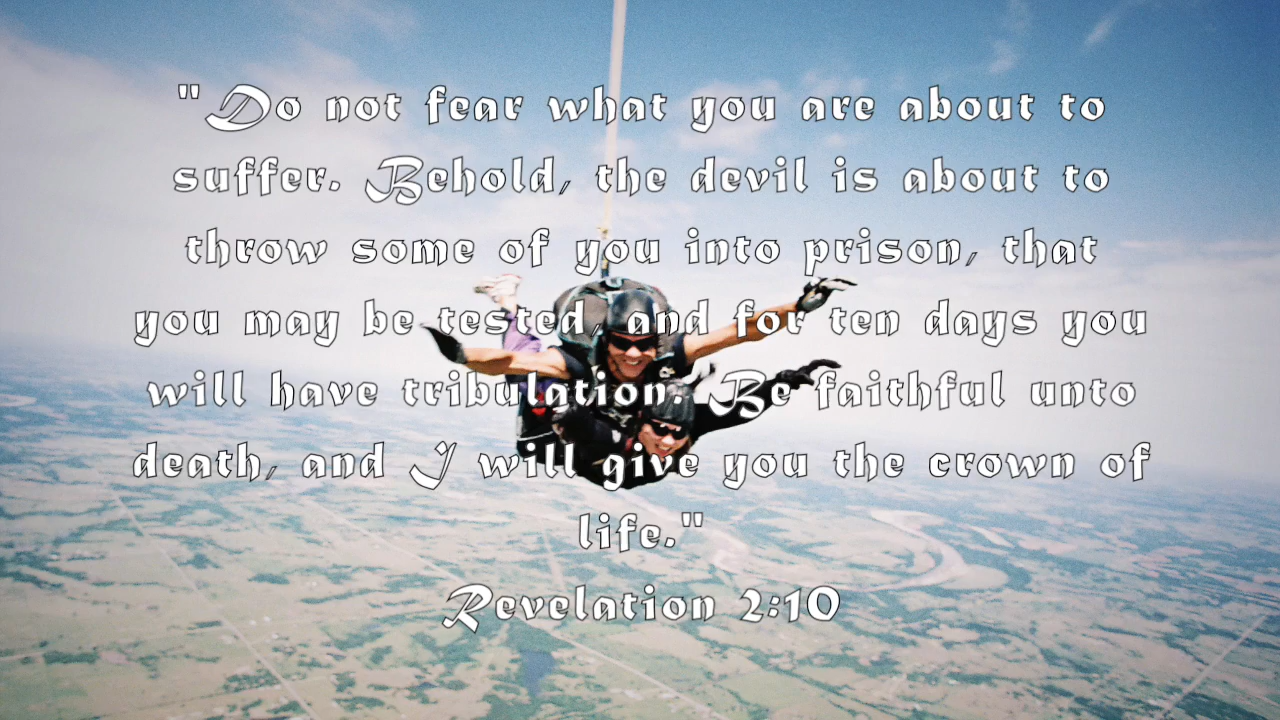 "Do not fear what you are about to
suffer. Behold, the devil is about to
throw some of you into prison, that
you may be tested, and for ten days you
will have tribulation. Be faithful unto
death, and I will give you the crown of
life."
Revelation 2:10